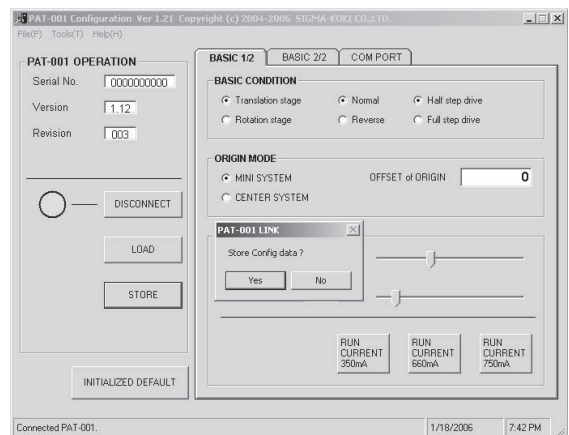 PAT-001 Configuration Ver 1.21 Copyright (c) 2004-2006 SIGMA-KOKI CO.,LTD.
File(F) Tools(T) Help(H)
PAT-001 OPERATION
Serial No. 0000000000
Version 1.12
Revision 003
DISCONNECT
LOAD
STORE
INITIALIZED DEFAULT
BASIC 1/2 BASIC 2/2 COM PORT
BASIC CONDITION
Translation stage Normal Half step drive
Rotation stage Reverse Full step drive
ORIGIN MODE
MINI SYSTEM OFFSET of ORIGIN 0
CENTER SYSTEM
PAT-001 LINK
Store Config data ?
Yes No
RUN CURRENT 350mA
RUN CURRENT 660mA
RUN CURRENT 750mA
Connected PAT-001. 1/18/2006 7:42 PM